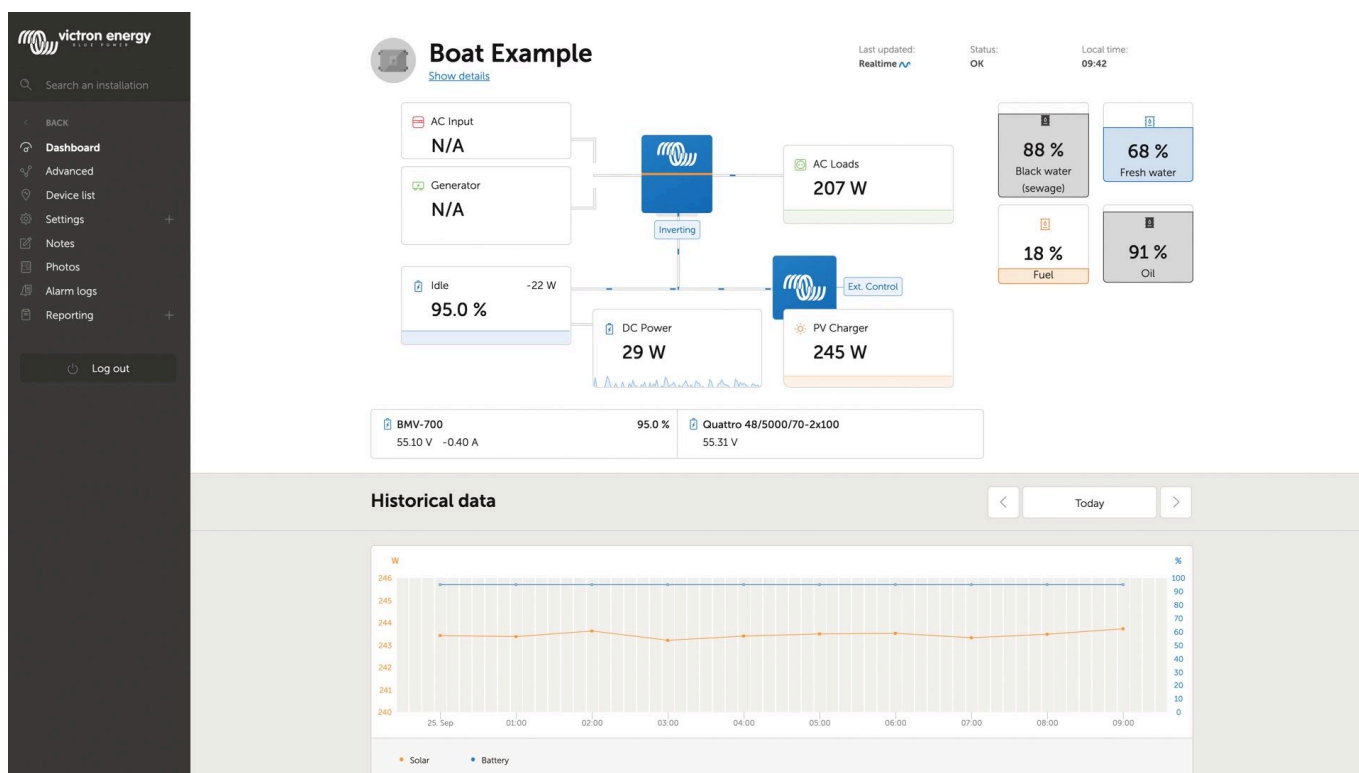 victron energy
BLUE POWER
Search an installation
BACK
Dashboard
Advanced
Device list
Settings
Notes
Photos
Alarm logs
Reporting
Log out
Boat Example
Show details
Last updated:
Realtime
Status:
OK
Local time:
09:42
AC Input
N/A
Generator
N/A
Inverting
AC Loads
207 W
88 %
Black water
(sewage)
68 %
Fresh water
18 %
Fuel
91 %
Oil
Idle -22 W
95.0 %
Ext. Control
DC Power
29 W
PV Charger
245 W
BMV-700 95.0 %
55.10 V -0.40 A
Quattro 48/5000/70-2x100
55.31 V
Historical data
Today
W
246
245
244
243
242
241
240
%
100
90
80
70
60
50
40
30
20
10
0
25. Sep 01:00 02:00 03:00 04:00 05:00 06:00 07:00 08:00 09:00
Solar Battery